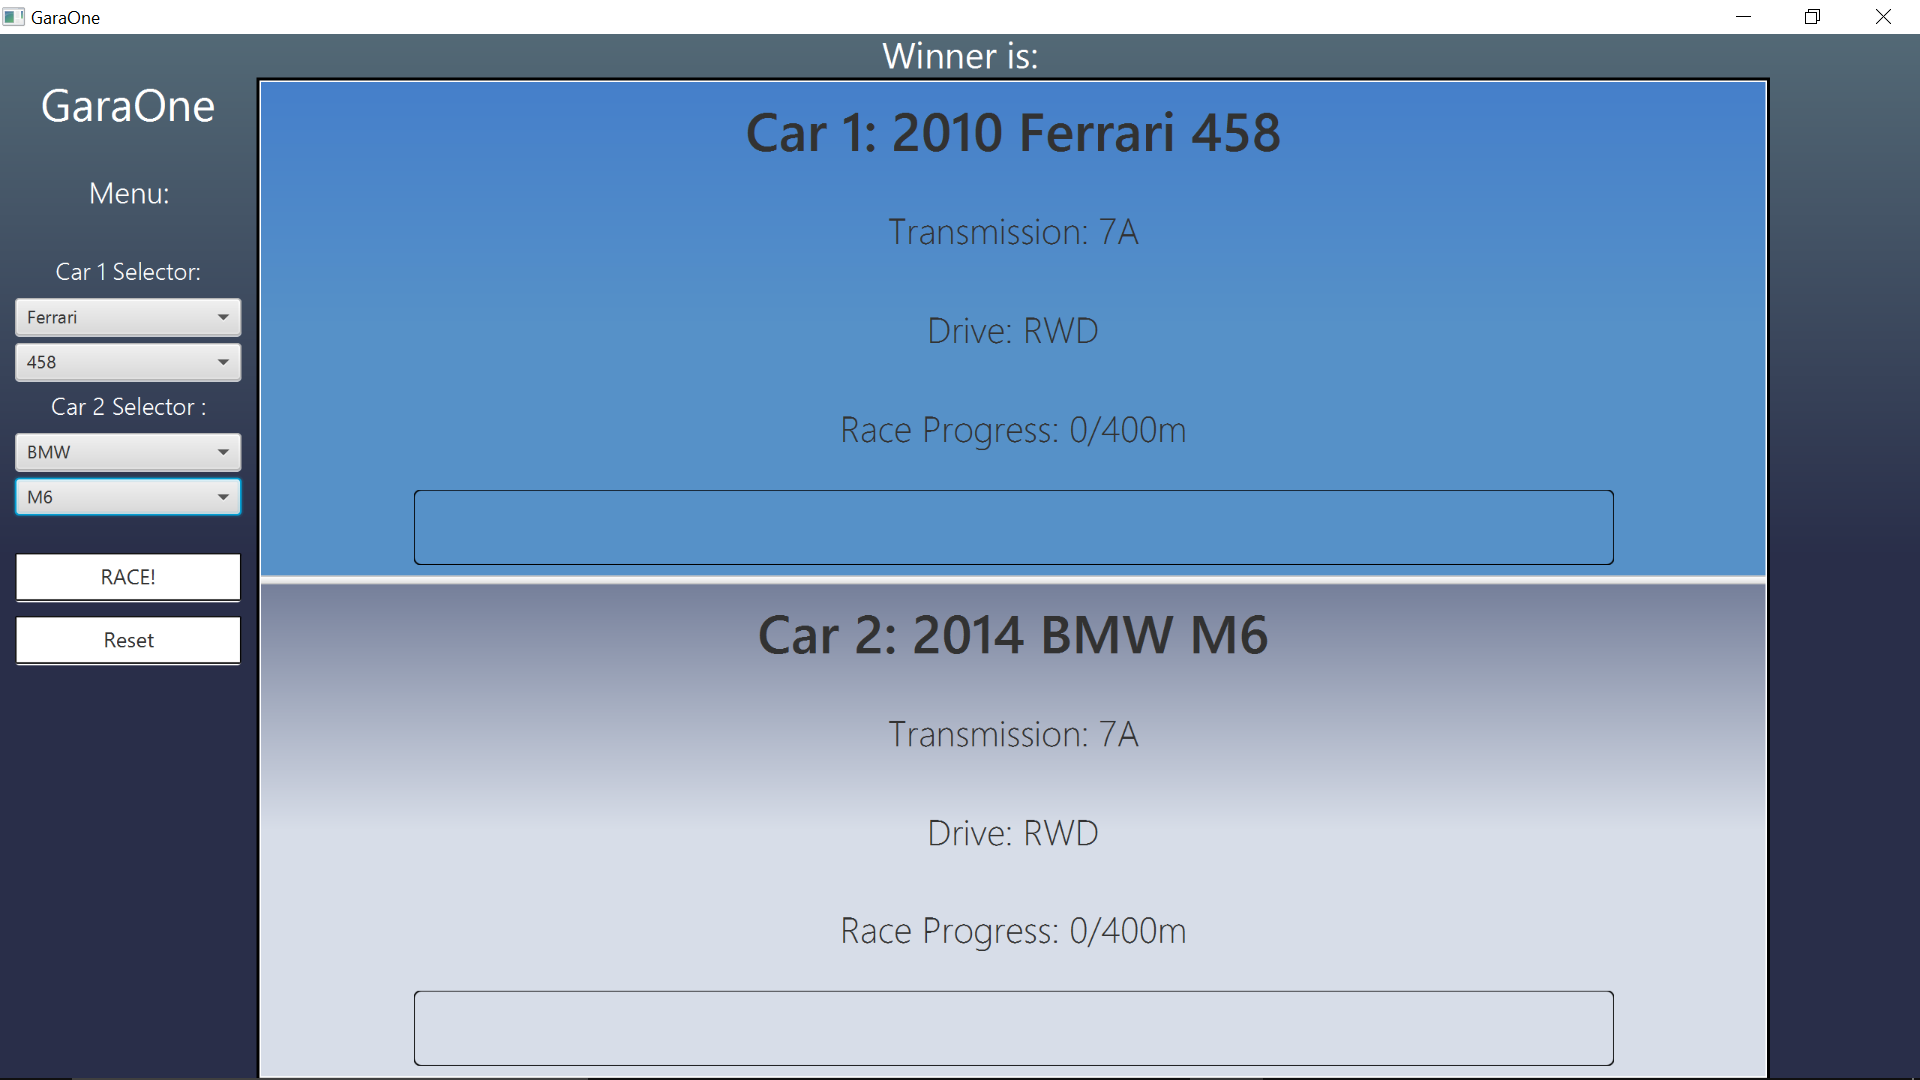 GaraOne
Winner is:
GaraOne
Menu:
Car 1 Selector:
Ferrari
458
Car 2 Selector :
BMW
M6
RACE!
Reset
Car 1: 2010 Ferrari 458
Transmission: 7A
Drive: RWD
Race Progress: 0/400m
Car 2: 2014 BMW M6
Transmission: 7A
Drive: RWD
Race Progress: 0/400m